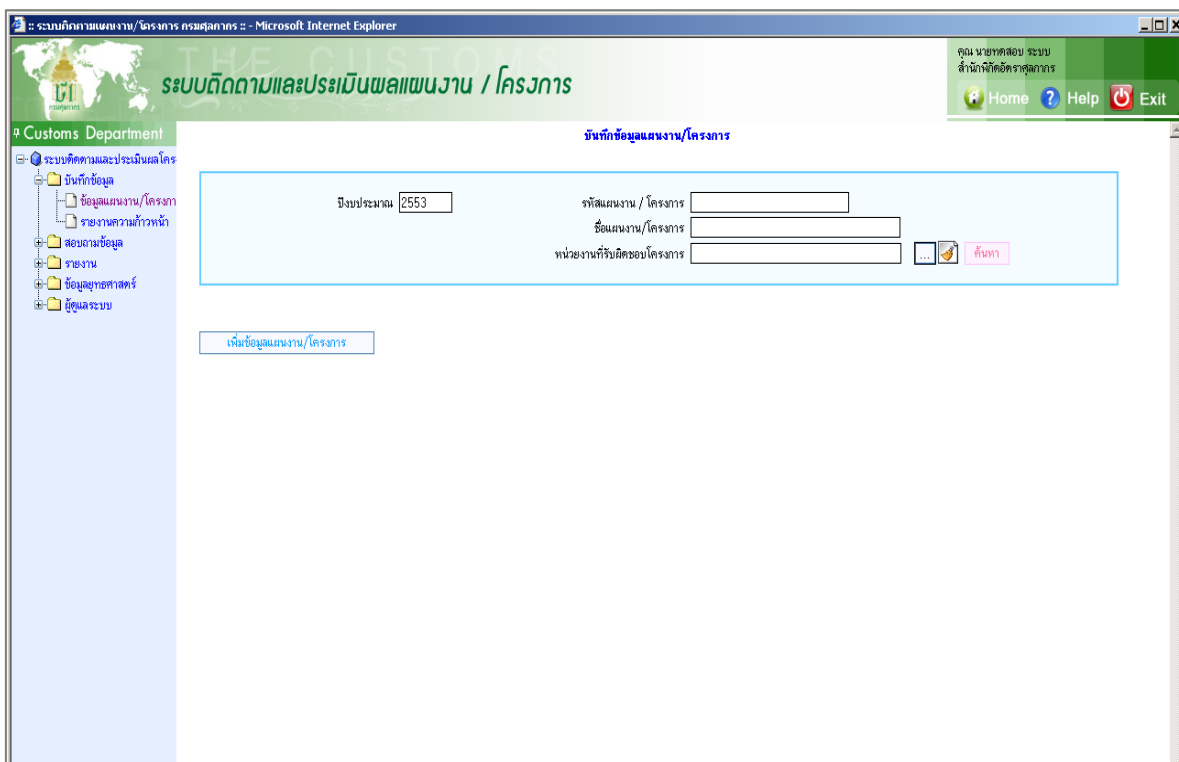 :: ระบบติดตามแผนงาน/โครงการ กรมศุลกากร :: - Microsoft Internet Explorer
THE CUSTOMS
คุณ นายทดสอบ ระบบ
สำนักพิกัดอัตราศุลกากร
ระบบติดตามและประเมินผลแผนงาน / โครงการ
กรมศุลกากร
Home ? Help Exit
Customs Department
บันทึกข้อมูลแผนงาน/โครงการ
ระบบติดตามและประเมินผลโคร
บันทึกข้อมูล
ข้อมูลแผนงาน/โครงกา
รายงานความก้าวหน้า
สอบถามข้อมูล
รายงาน
ข้อมูลยุทธศาสตร์
ผู้ดูแลระบบ
ปีงบประมาณ 2553
รหัสแผนงาน / โครงการ
ชื่อแผนงาน/โครงการ
หน่วยงานที่รับผิดชอบโครงการ ... ค้นหา
เพิ่มข้อมูลแผนงาน/โครงการ